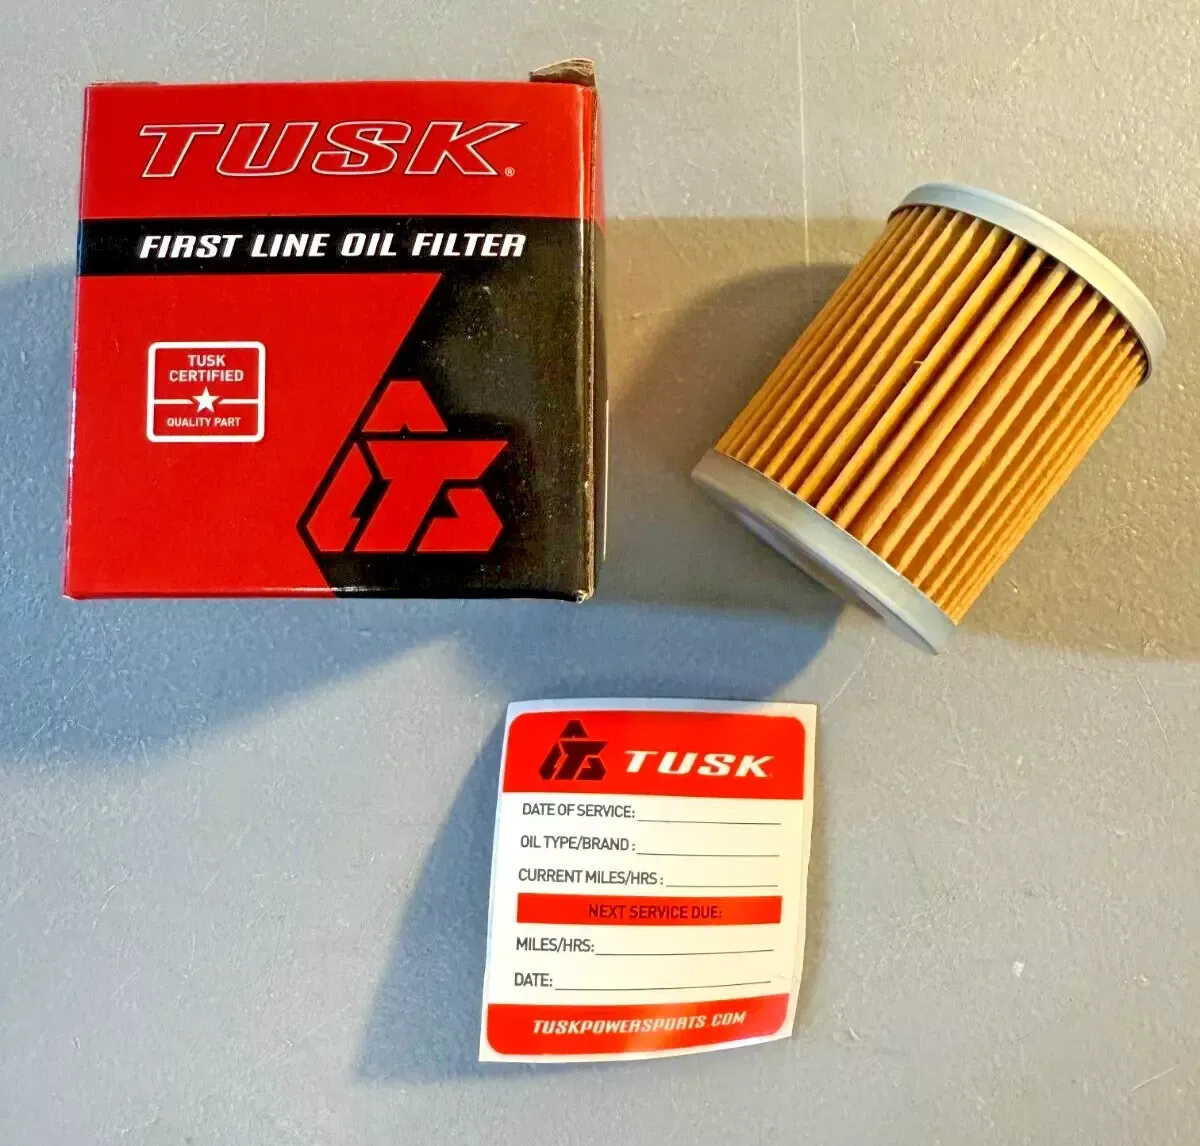 TUSK®
FIRST LINE OIL FILTER
TUSK
CERTIFIED
QUALITY PART
TS
TUSK
DATE OF SERVICE:
OIL TYPE/BRAND :
CURRENT MILES/HRS :
NEXT SERVICE DUE:
MILES/HRS:
DATE:
TUSKPOWERSPORTS.COM